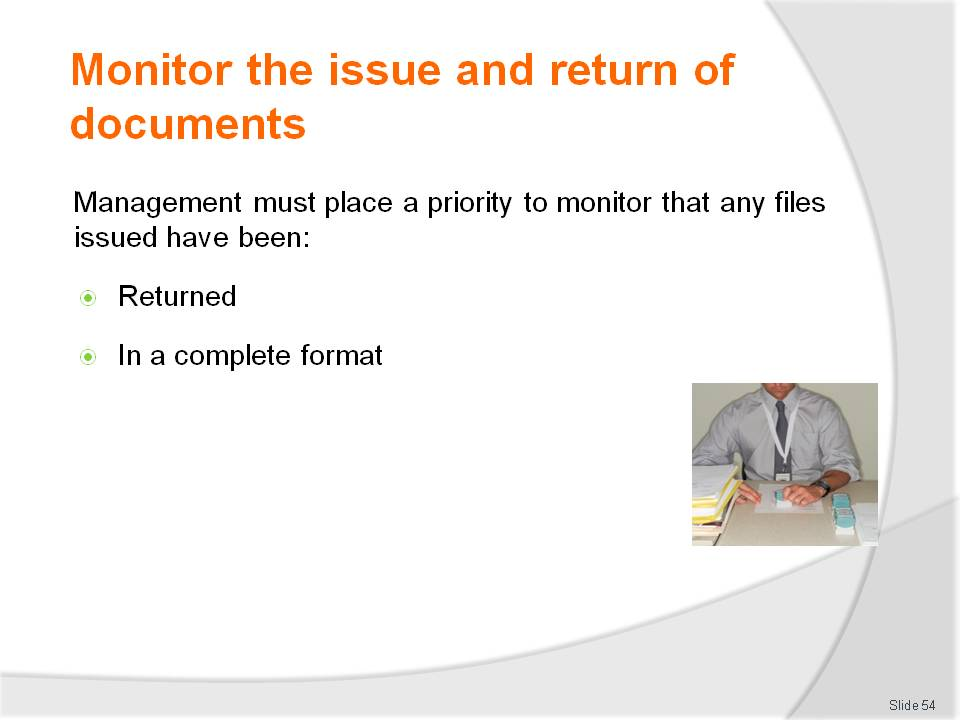 Monitor the issue and return of
documents
Management must place a priority to monitor that any files
issued have been:
Returned
In a complete format
Slide 54